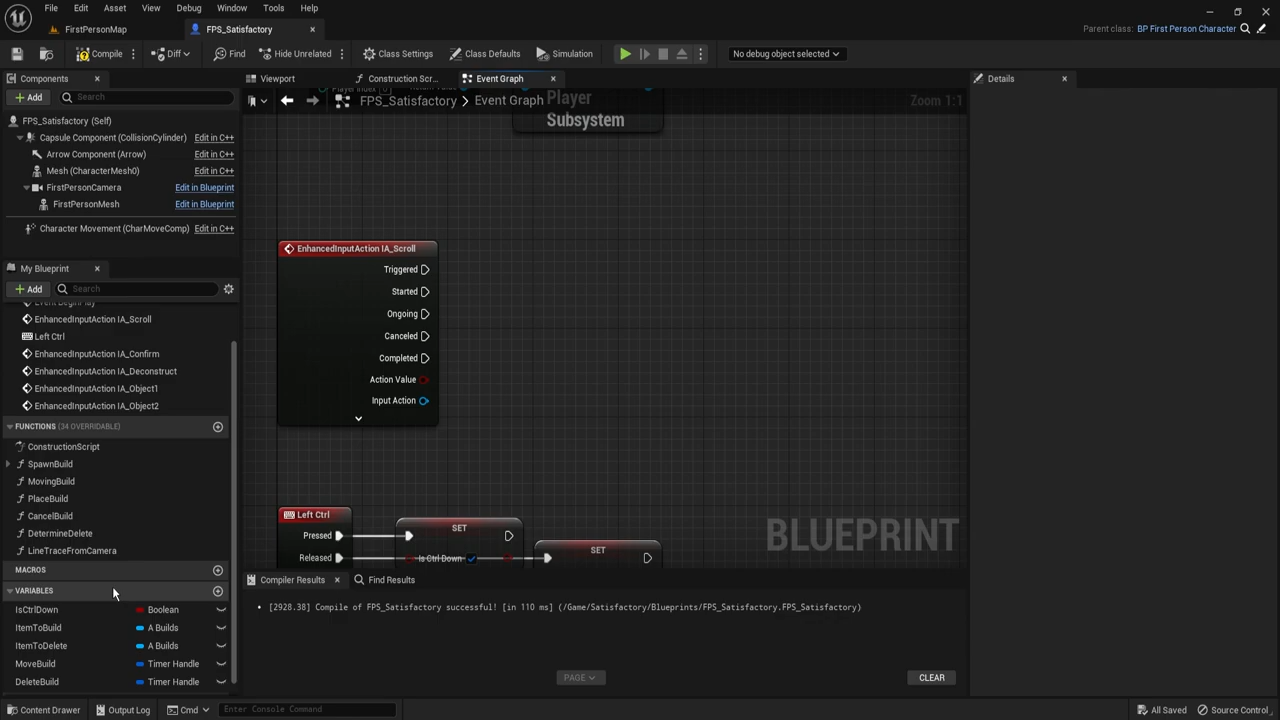 File Edit Asset View Debug Window Tools Help
FirstPersonMap FPS_Satisfactory Parent class: BP First Person Character
Compile Diff Find Hide Unrelated Class Settings Class Defaults Simulation No debug object selected
Components Viewport Construction Scr... Event Graph Details
Add Search FPS_Satisfactory > Event Graph Zoom 1:1
Player
Subsystem
FPS_Satisfactory (Self)
Capsule Component (CollisionCylinder) Edit in C++
Arrow Component (Arrow) Edit in C++
Mesh (CharacterMesh0) Edit in C++
FirstPersonCamera Edit in Blueprint
FirstPersonMesh Edit in Blueprint
Character Movement (CharMoveComp) Edit in C++
My Blueprint
Add Search
Event BeginPlay
EnhancedInputAction IA_Scroll
Left Ctrl
EnhancedInputAction IA_Confirm
EnhancedInputAction IA_Deconstruct
EnhancedInputAction IA_Object1
EnhancedInputAction IA_Object2
FUNCTIONS (34 OVERRIDABLE)
ConstructionScript
SpawnBuild
MovingBuild
PlaceBuild
CancelBuild
DetermineDelete
LineTraceFromCamera
MACROS
VARIABLES
IsCtrlDown Boolean
ItemToBuild A Builds
ItemToDelete A Builds
MoveBuild Timer Handle
DeleteBuild Timer Handle
EnhancedInputAction IA_Scroll
Triggered
Started
Ongoing
Canceled
Completed
Action Value
Input Action
Left Ctrl
Pressed
Released
SET
Is Ctrl Down
SET
BLUEPRINT
Compiler Results Find Results
[2928.38] Compile of FPS_Satisfactory successful! [in 110 ms] (/Game/Satisfactory/Blueprints/FPS_Satisfactory.FPS_Satisfactory)
PAGE CLEAR
Content Drawer Output Log Cmd Enter Console Command All Saved Source Control